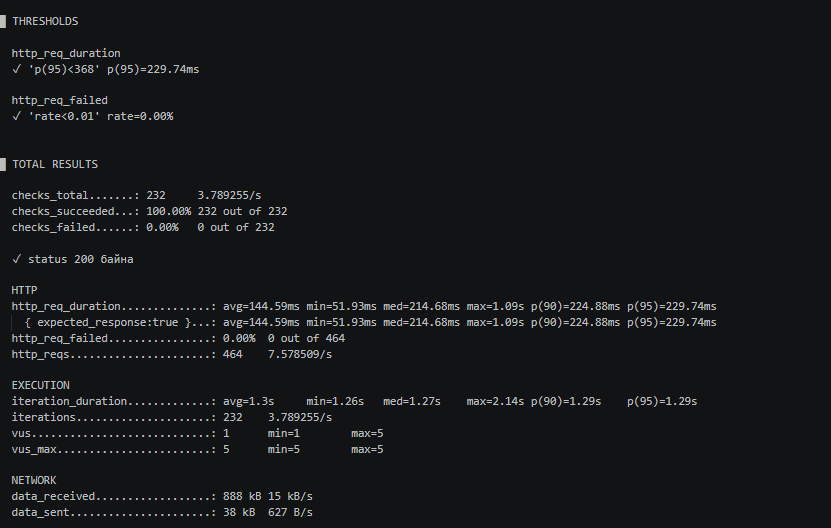 THRESHOLDS
http_req_duration
✓ 'p(95)<368' p(95)=229.74ms
http_req_failed
✓ 'rate<0.01' rate=0.00%
TOTAL RESULTS
checks_total.......: 232     3.789255/s
checks_succeeded...: 100.00% 232 out of 232
checks_failed......: 0.00%   0 out of 232
✓ status 200 байна
HTTP
http_req_duration..............: avg=144.59ms min=51.93ms med=214.68ms max=1.09s p(90)=224.88ms p(95)=229.74ms
{ expected_response:true }...: avg=144.59ms min=51.93ms med=214.68ms max=1.09s p(90)=224.88ms p(95)=229.74ms
http_req_failed................: 0.00%  0 out of 464
http_reqs......................: 464    7.578509/s
EXECUTION
iteration_duration.............: avg=1.3s     min=1.26s   med=1.27s    max=2.14s p(90)=1.29s    p(95)=1.29s
iterations.....................: 232    3.789255/s
vus............................: 1      min=1        max=5
vus_max........................: 5      min=5        max=5
NETWORK
data_received..................: 888 kB 15 kB/s
data_sent......................: 38 kB  627 B/s